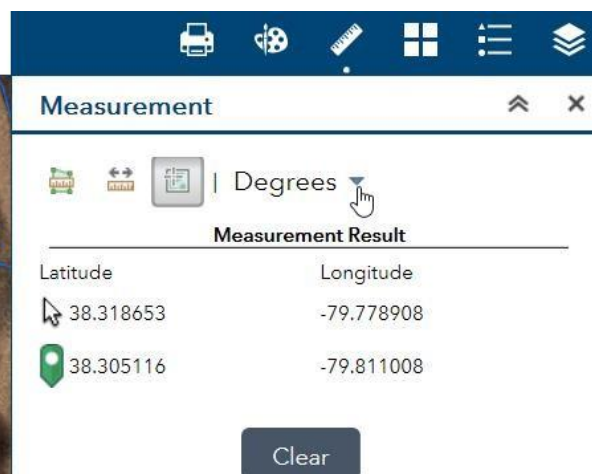 Measurement
| Degrees
Measurement Result
Latitude Longitude
38.318653 -79.778908
38.305116 -79.811008
Clear